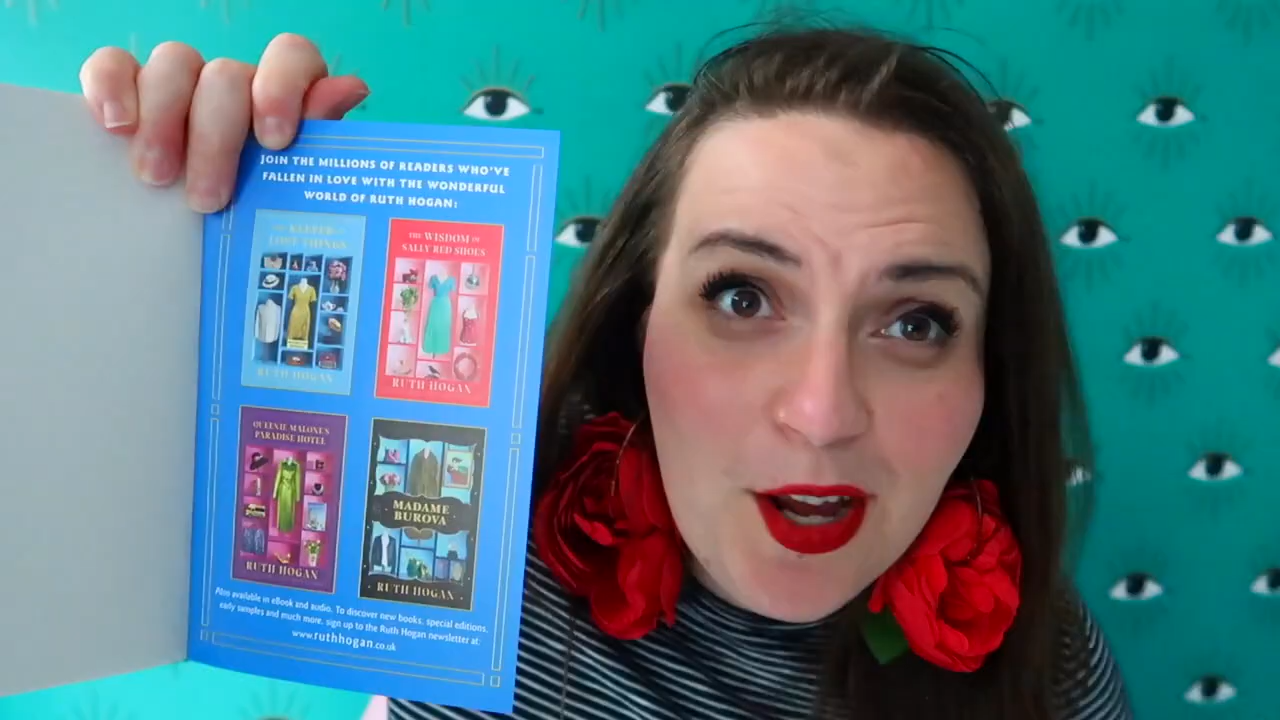 JOIN THE MILLIONS OF READERS WHO'VE
FALLEN IN LOVE WITH THE WONDERFUL
WORLD OF RUTH HOGAN:
THE KEEPER OF
LOST THINGS
RUTH HOGAN
THE WISDOM OF
SALLY RED SHOES
RUTH HOGAN
QUEENIE MALONE'S
PARADISE HOTEL
RUTH HOGAN
MADAME
BUROVA
RUTH HOGAN
Also available in eBook and audio. To discover new books, special editions,
early samples and much more, sign up to the Ruth Hogan newsletter at:
www.ruthhogan.co.uk